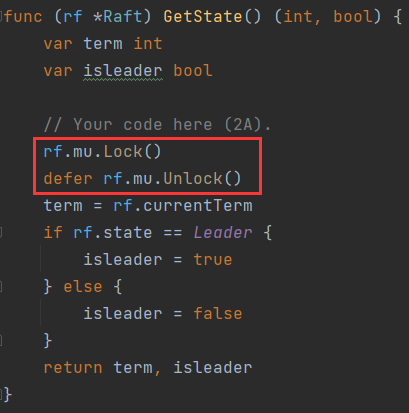 func (rf *Raft) GetState() (int, bool) {
var term int
var isleader bool
// Your code here (2A).
rf.mu.Lock()
defer rf.mu.Unlock()
term = rf.currentTerm
if rf.state == Leader {
isleader = true
} else {
isleader = false
}
return term, isleader
}